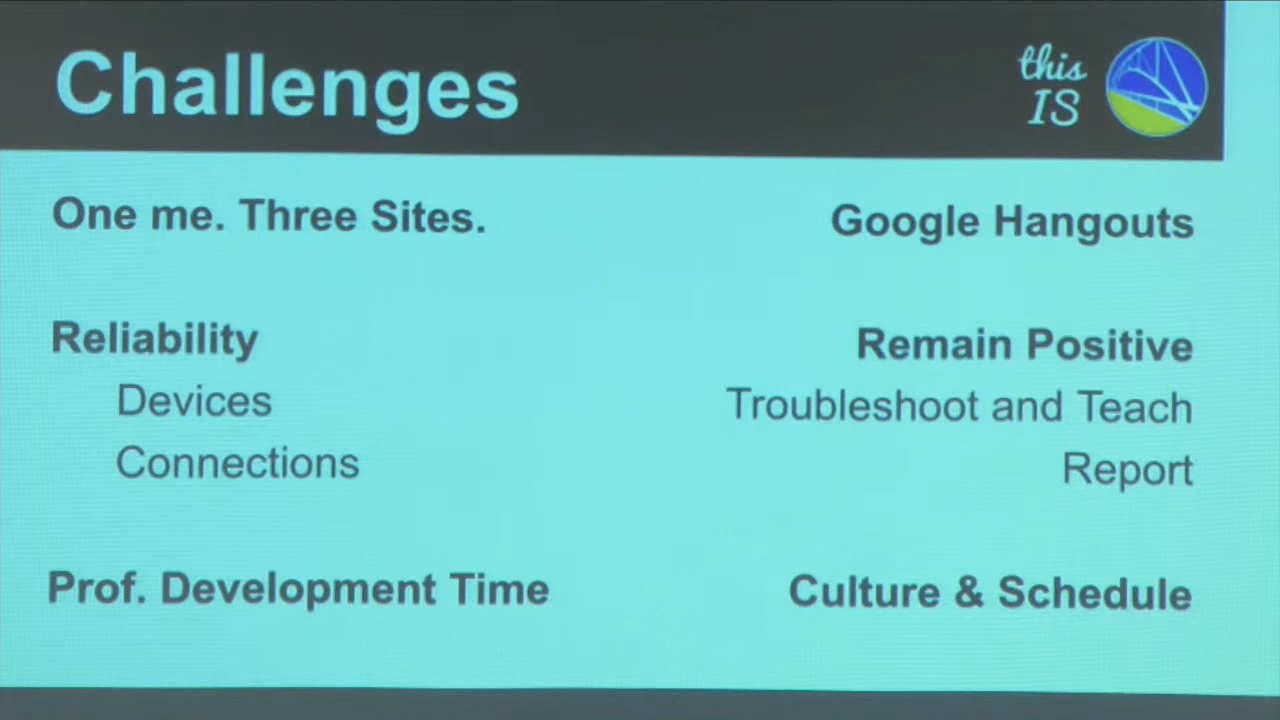 Challenges
this
IS
One me. Three Sites.
Google Hangouts
Reliability
Remain Positive
Devices
Troubleshoot and Teach
Connections
Report
Prof. Development Time
Culture & Schedule